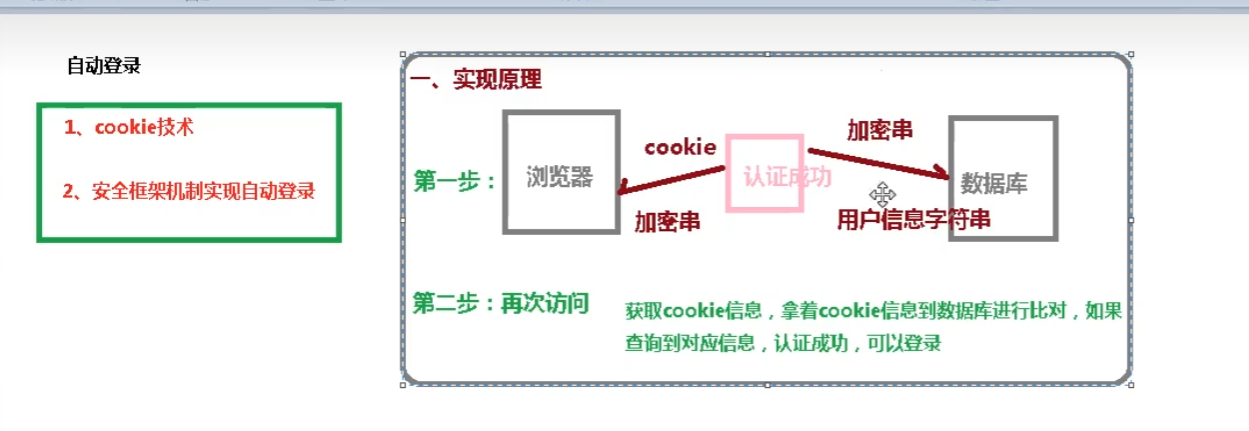 自动登录
1、cookie技术
2、安全框架机制实现自动登录
一、实现原理
第一步：
浏览器
cookie
加密串
认证成功
加密串
用户信息字符串
数据库
第二步：再次访问
获取cookie信息，拿着cookie信息到数据库进行比对，如果
查询到对应信息，认证成功，可以登录